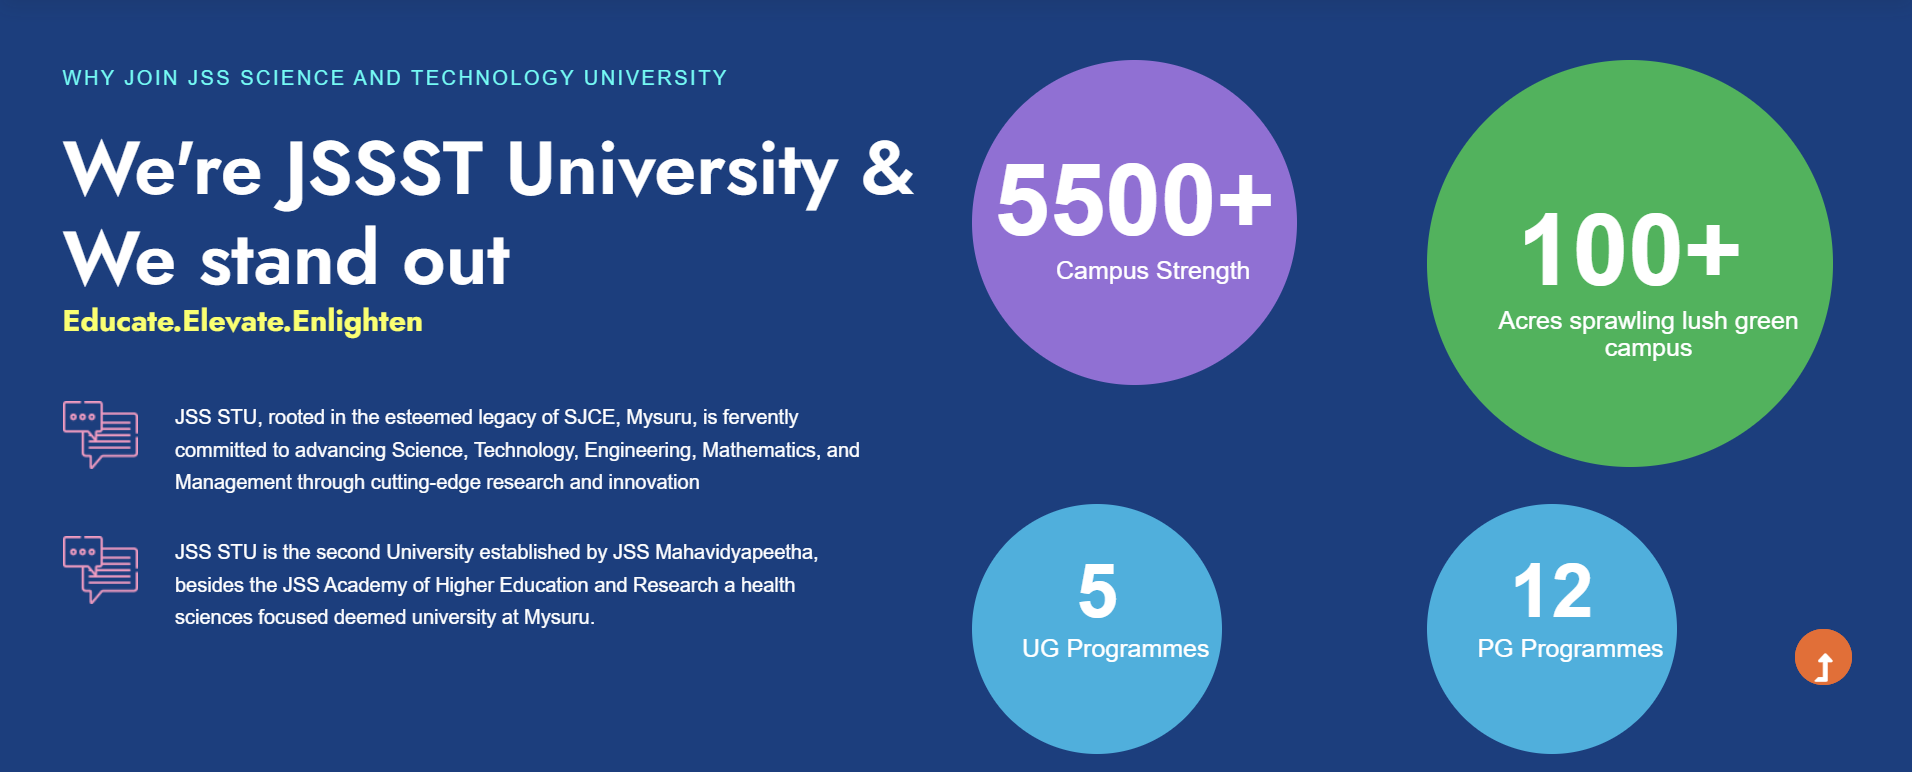 WHY JOIN JSS SCIENCE AND TECHNOLOGY UNIVERSITY
We're JSSST University &
We stand out
Educate.Elevate.Enlighten
JSS STU, rooted in the esteemed legacy of SJCE, Mysuru, is fervently
committed to advancing Science, Technology, Engineering, Mathematics, and
Management through cutting-edge research and innovation
JSS STU is the second University established by JSS Mahavidyapeetha,
besides the JSS Academy of Higher Education and Research a health
sciences focused deemed university at Mysuru.
5500+
Campus Strength
100+
Acres sprawling lush green
campus
5
UG Programmes
12
PG Programmes